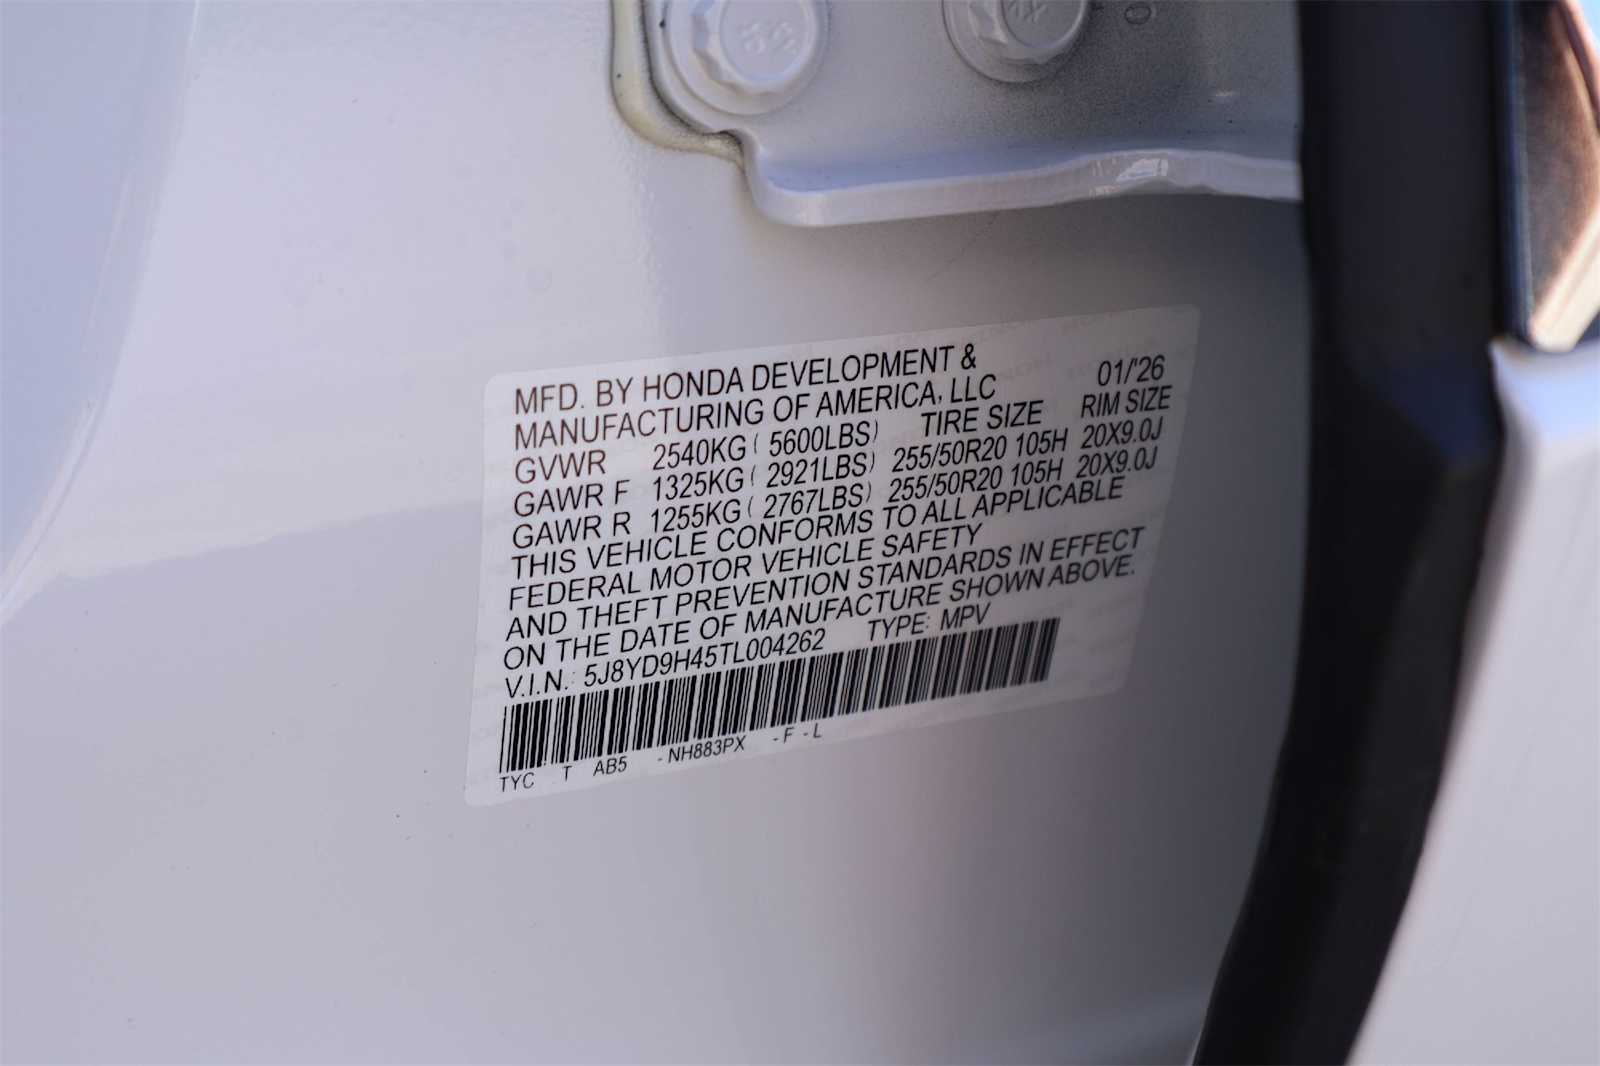 MFD. BY HONDA DEVELOPMENT &
MANUFACTURING OF AMERICA, LLC 01/'26
GVWR 2540KG ( 5600LBS) TIRE SIZE RIM SIZE
GAWR F 1325KG ( 2921LBS) 255/50R20 105H 20X9.0J
GAWR R 1255KG ( 2767LBS) 255/50R20 105H 20X9.0J
THIS VEHICLE CONFORMS TO ALL APPLICABLE
FEDERAL MOTOR VEHICLE SAFETY
AND THEFT PREVENTION STANDARDS IN EFFECT
ON THE DATE OF MANUFACTURE SHOWN ABOVE.
V.I.N.: 5J8YD9H45TL004262 TYPE: MPV
TYC T AB5 -NH883PX -F -L